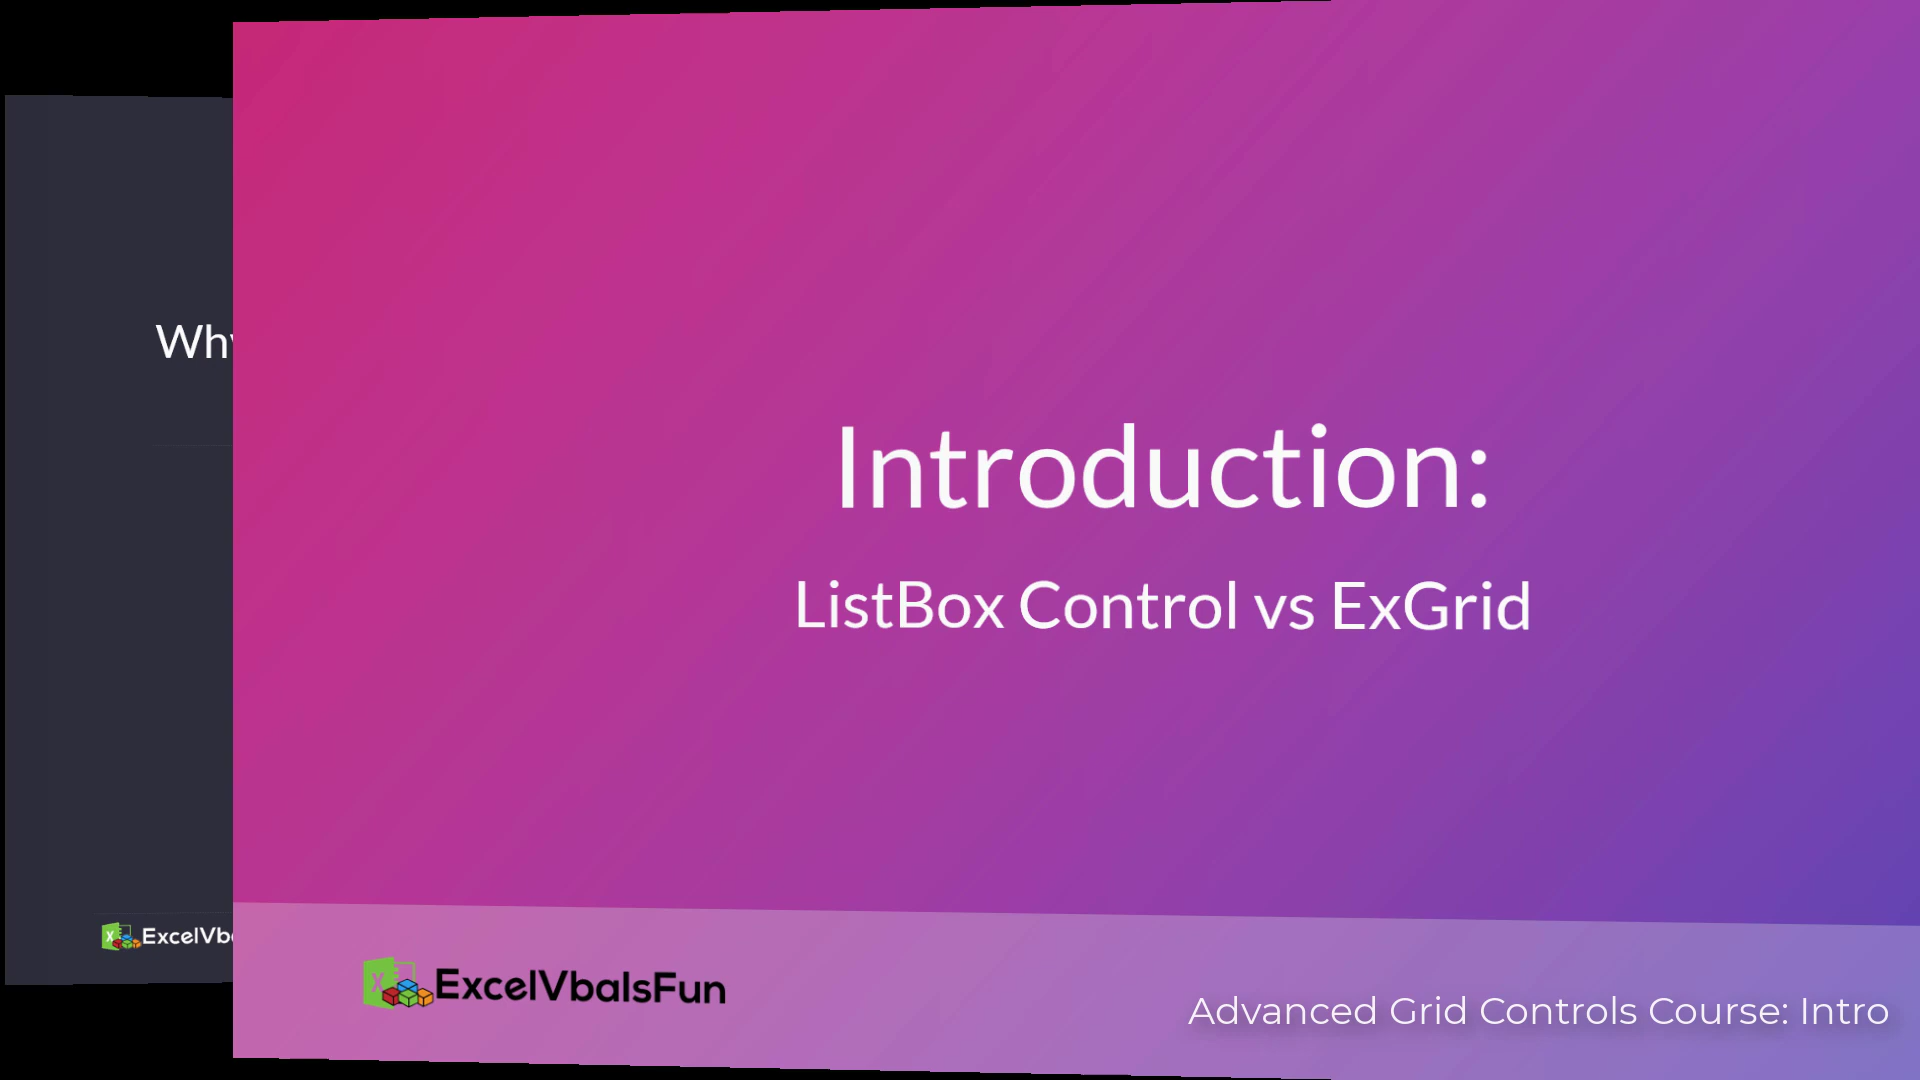 Introduction:
ListBox Control vs ExGrid
ExcelVbaIsFun
Advanced Grid Controls Course: Intro